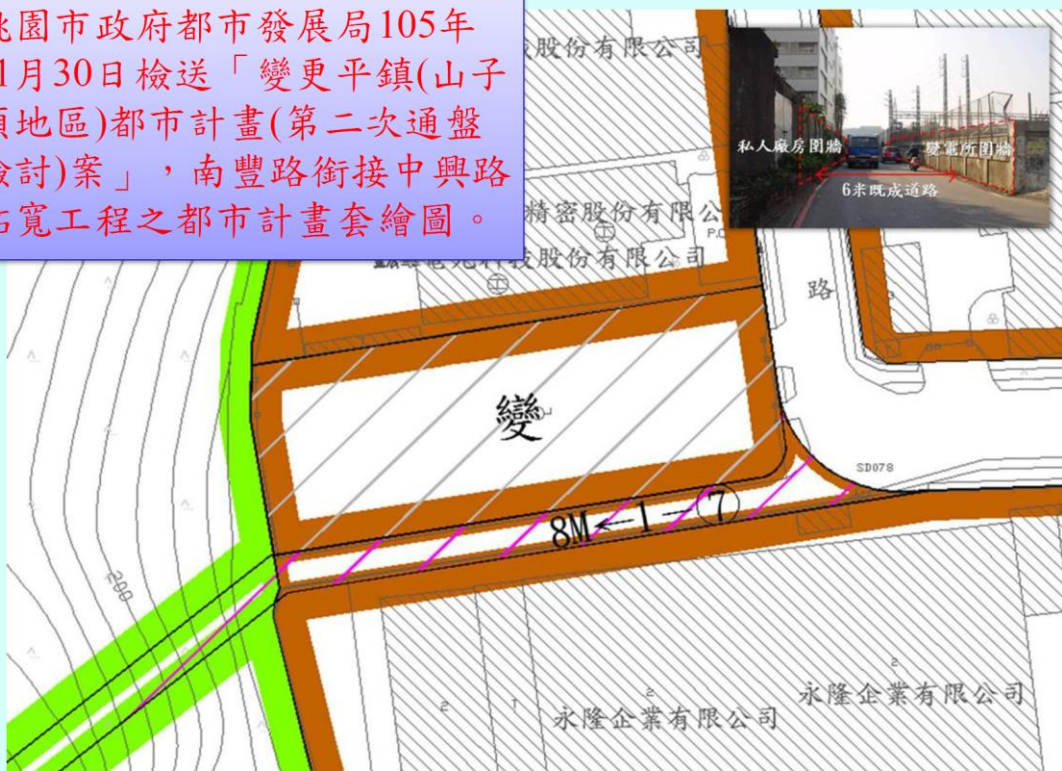 桃園市政府都市發展局105年
1月30日檢送「變更平鎮(山子
頂地區)都市計畫(第二次通盤
檢討)案」，南豐路銜接中興路
拓寬工程之都市計畫套繪圖。
股份有限公司
私人廠房圍牆
變電所圍牆
6米既成道路
精密股份有限公
P.C
工
股份有限公司
工
路
變
SD078
8M←1－⑦
200
2
永隆企業有限公司
2
T
2
永隆企業有限公司